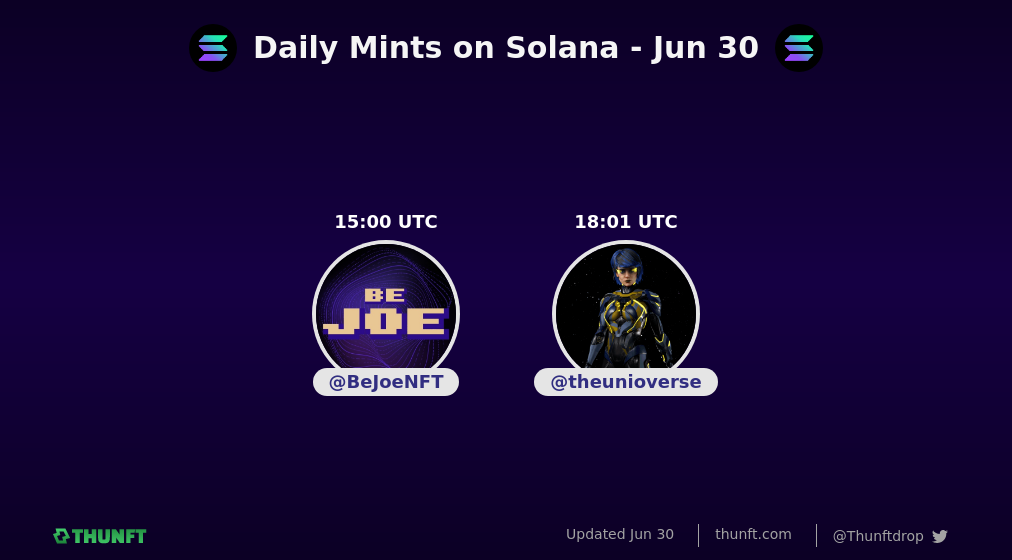 Daily Mints on Solana - Jun 30
15:00 UTC
18:01 UTC
BE
JOE
@BeJoeNFT
@theunioverse
THUNFT
Updated Jun 30
thunft.com
@Thunftdrop